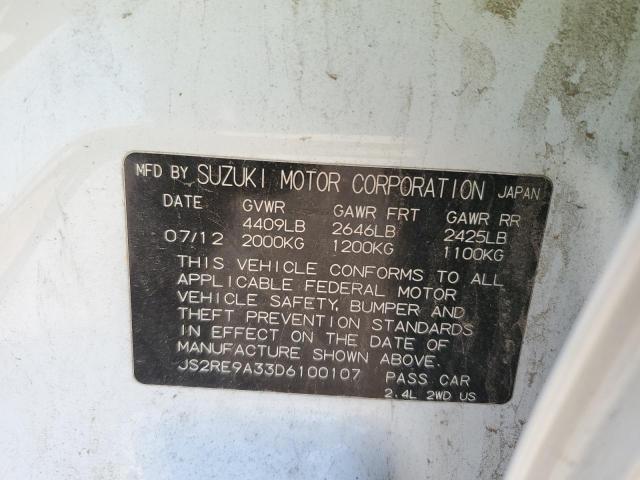 MFD BY SUZUKI MOTOR CORPORATION JAPAN
DATE GVWR GAWR FRT GAWR RR
4409LB 2646LB 2425LB
07/12 2000KG 1200KG 1100KG
THIS VEHICLE CONFORMS TO ALL
APPLICABLE FEDERAL MOTOR
VEHICLE SAFETY, BUMPER AND
THEFT PREVENTION STANDARDS
IN EFFECT ON THE DATE OF
MANUFACTURE SHOWN ABOVE.
JS2RE9A33D6100107 PASS CAR
2.4L 2WD US